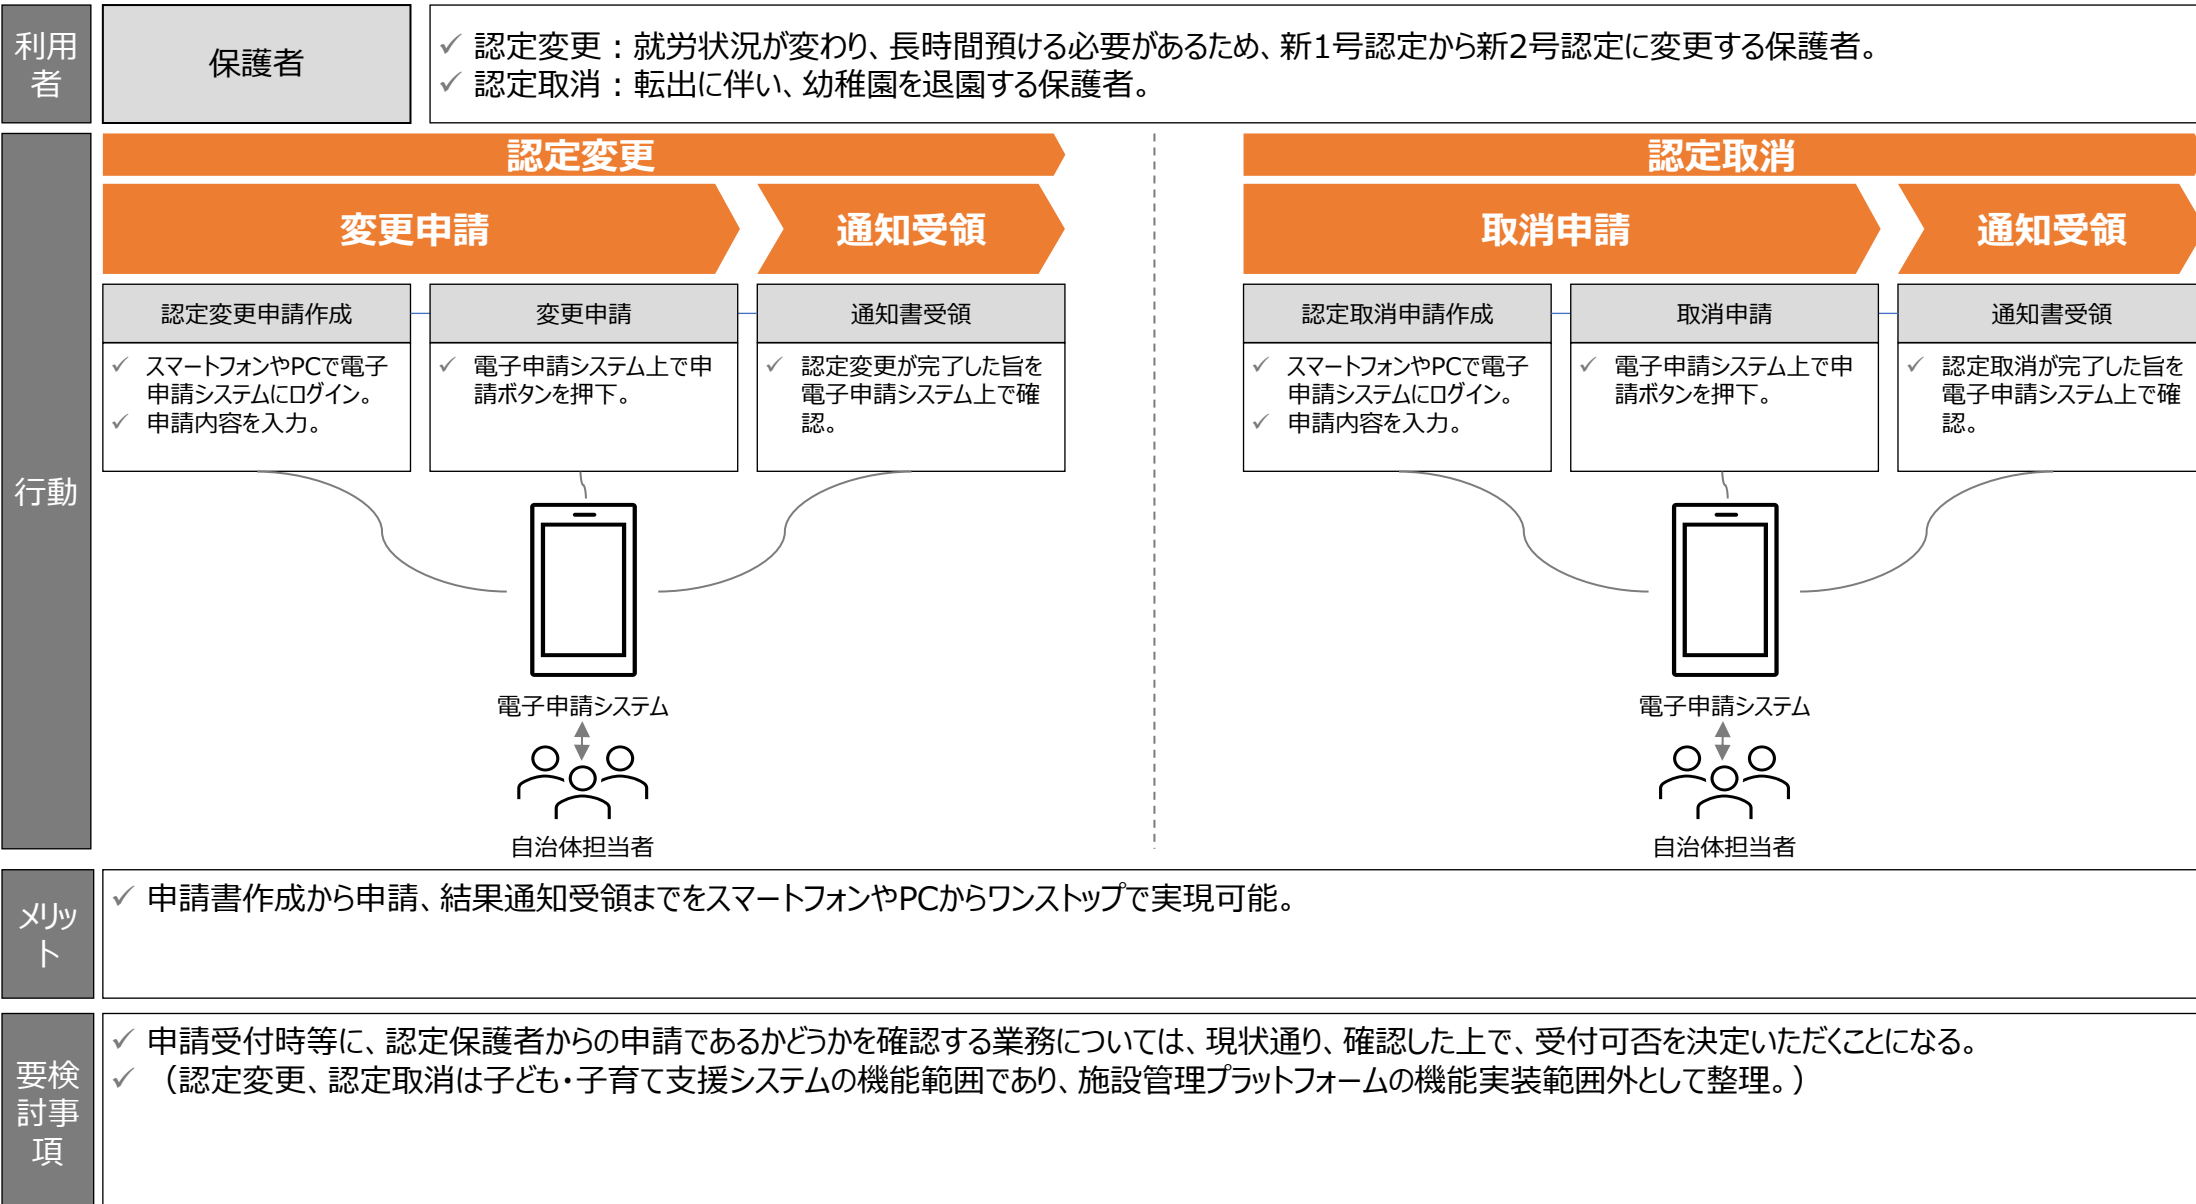 利用
者
保護者
認定変更：就労状況が変わり、長時間預ける必要があるため、新1号認定から新2号認定に変更する保護者。
認定取消：転出に伴い、幼稚園を退園する保護者。
行動
認定変更
変更申請
通知受領
認定変更申請作成
スマートフォンやPCで電子
申請システムにログイン。
申請内容を入力。
変更申請
電子申請システム上で申
請ボタンを押下。
通知書受領
認定変更が完了した旨を
電子申請システム上で確
認。
電子申請システム
自治体担当者
認定取消
取消申請
通知受領
認定取消申請作成
スマートフォンやPCで電子
申請システムにログイン。
申請内容を入力。
取消申請
電子申請システム上で申
請ボタンを押下。
通知書受領
認定取消が完了した旨を
電子申請システム上で確
認。
電子申請システム
自治体担当者
メリッ
ト
申請書作成から申請、結果通知受領までをスマートフォンやPCからワンストップで実現可能。
要検
討事
項
申請受付時等に、認定保護者からの申請であるかどうかを確認する業務については、現状通り、確認した上で、受付可否を決定いただくことになる。
（認定変更、認定取消は子ども・子育て支援システムの機能範囲であり、施設管理プラットフォームの機能実装範囲外として整理。）